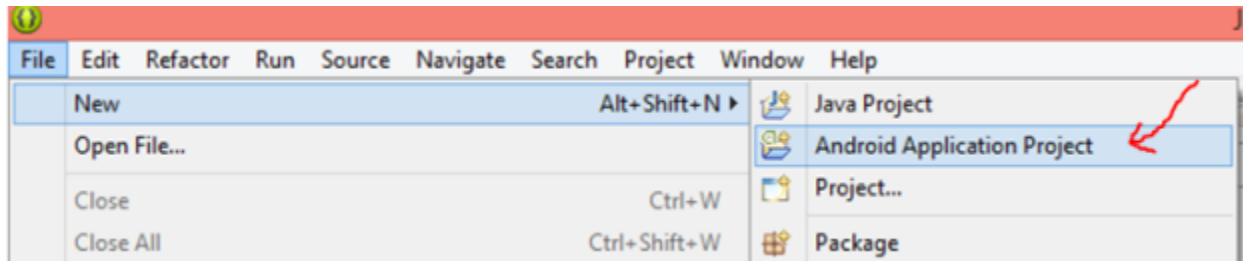 J
File Edit Refactor Run Source Navigate Search Project Window Help
New Alt+Shift+N
Java Project
Open File...
Android Application Project
Close Ctrl+W
Project...
Close All Ctrl+Shift+W
Package